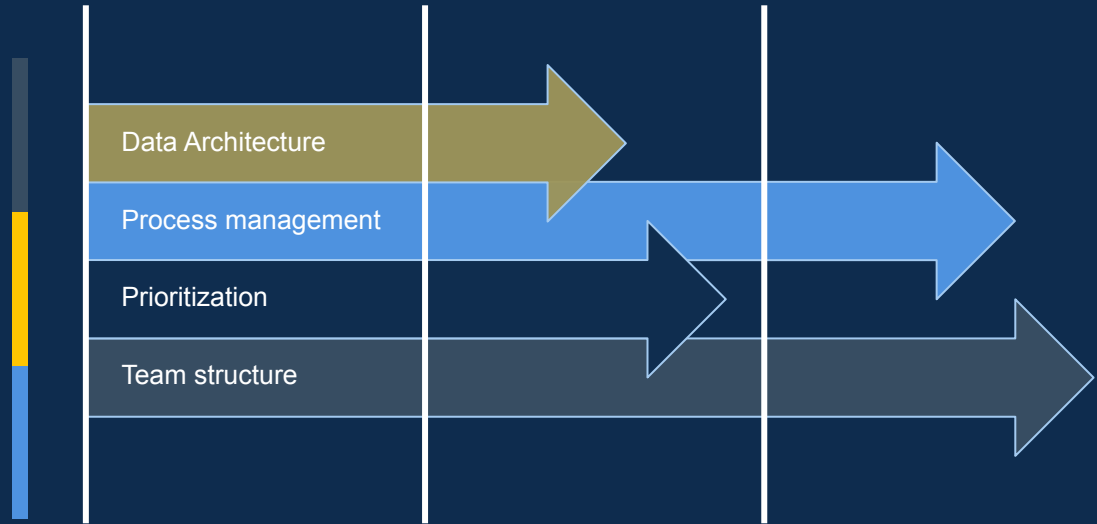 Data Architecture
Process management
Prioritization
Team structure